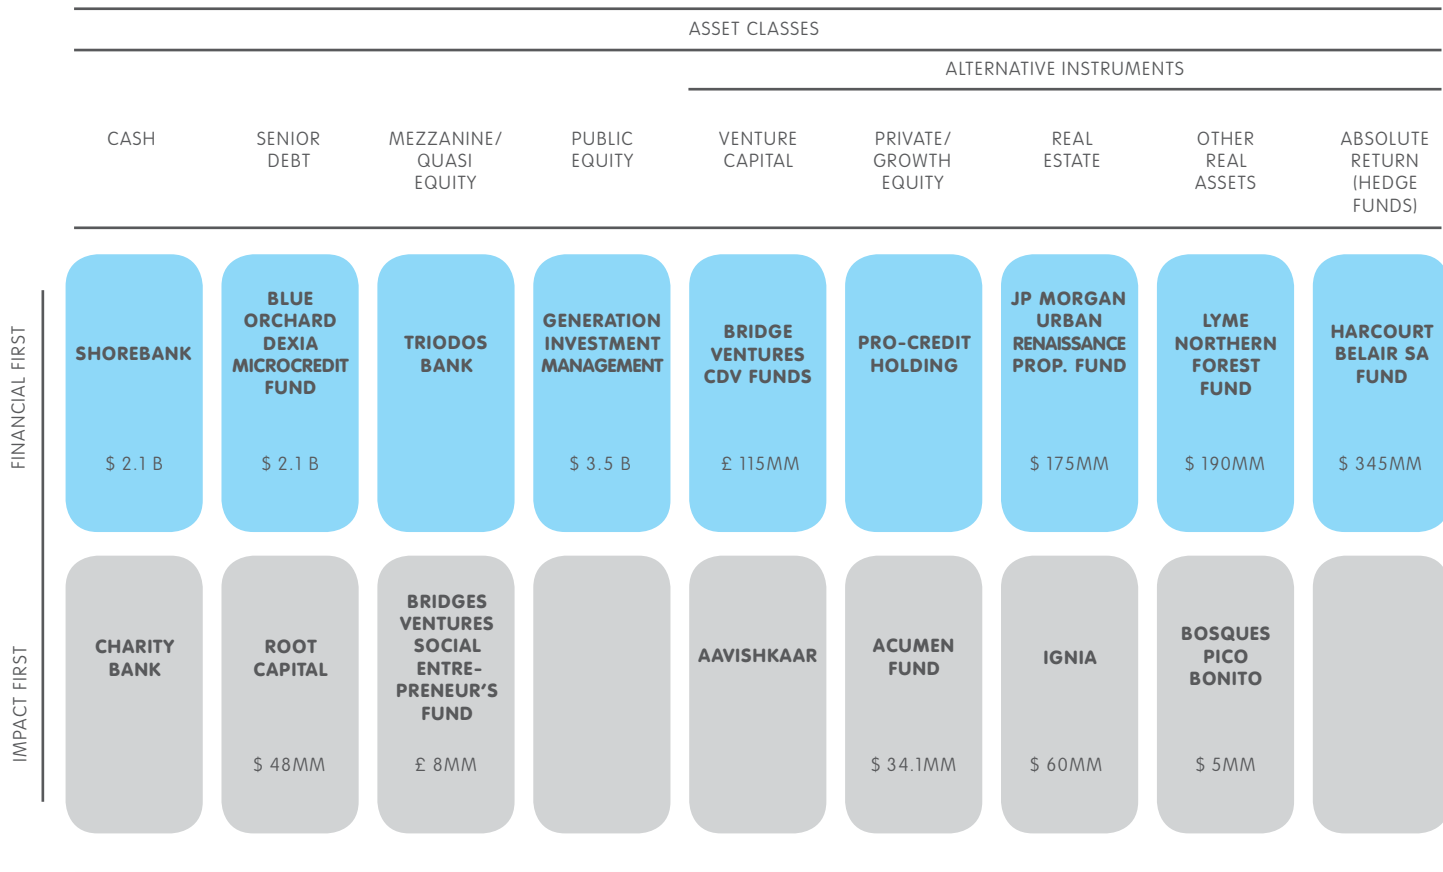 ASSET CLASSES
ALTERNATIVE INSTRUMENTS
CASH
SENIOR
DEBT
MEZZANINE/
QUASI
EQUITY
PUBLIC
EQUITY
VENTURE
CAPITAL
PRIVATE/
GROWTH
EQUITY
REAL
ESTATE
OTHER
REAL
ASSETS
ABSOLUTE
RETURN
(HEDGE
FUNDS)
FINANCIAL FIRST
SHOREBANK
$ 2.1 B
BLUE
ORCHARD
DEXIA
MICROCREDIT
FUND
$ 2.1 B
TRIODOS
BANK
GENERATION
INVESTMENT
MANAGEMENT
$ 3.5 B
BRIDGE
VENTURES
CDV FUNDS
£ 115MM
PRO-CREDIT
HOLDING
JP MORGAN
URBAN
RENAISSANCE
PROP. FUND
$ 175MM
LYME
NORTHERN
FOREST
FUND
$ 190MM
HARCOURT
BELAIR SA
FUND
$ 345MM
IMPACT FIRST
CHARITY
BANK
ROOT
CAPITAL
$ 48MM
BRIDGES
VENTURES
SOCIAL
ENTRE-
PRENEUR’S
FUND
£ 8MM
AAVISHKAAR
ACUMEN
FUND
$ 34.1MM
IGNIA
$ 60MM
BOSQUES
PICO
BONITO
$ 5MM